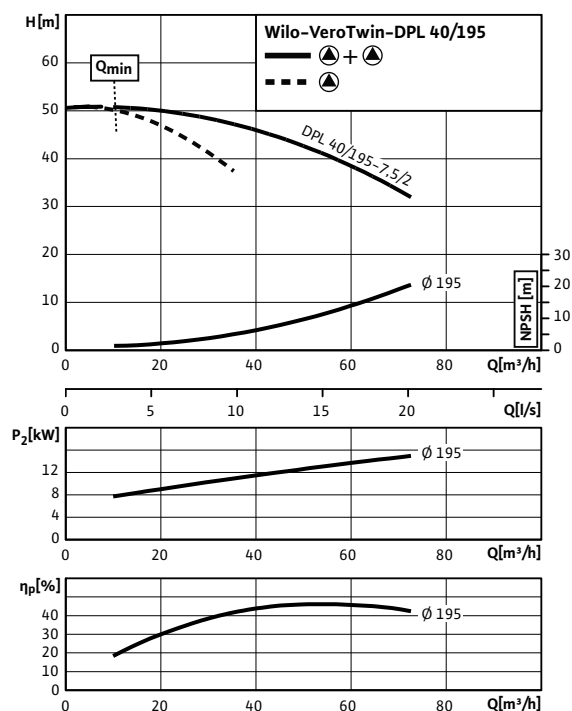 H[m]
Wilo-VeroTwin-DPL 40/195
+
Qmin
60
50
40
30
20
10
0
DPL 40/195-7,5/2
Ø 195
30
20
10
0
NPSH [m]
0 20 40 60 80 Q[m³/h]
0 5 10 15 20 Q[l/s]
P₂[kW]
12
8
4
0
Ø 195
0 20 40 60 80 Q[m³/h]
ηp[%]
40
30
20
10
0
Ø 195
0 20 40 60 80 Q[m³/h]